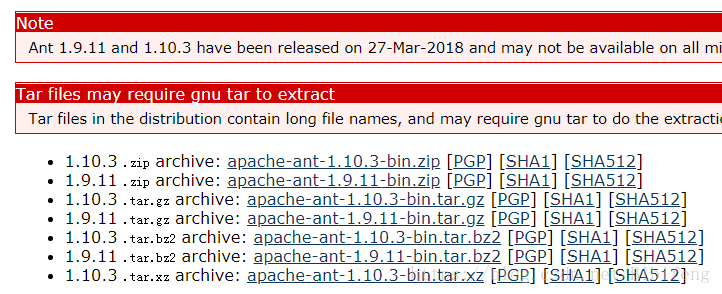 Note
Ant 1.9.11 and 1.10.3 have been released on 27-Mar-2018 and may not be available on all mi
Tar files may require gnu tar to extract
Tar files in the distribution contain long file names, and may require gnu tar to do the extractio
• 1.10.3 .zip archive: apache-ant-1.10.3-bin.zip [PGP] [SHA1] [SHA512]
• 1.9.11 .zip archive: apache-ant-1.9.11-bin.zip [PGP] [SHA1] [SHA512]
• 1.10.3 .tar.gz archive: apache-ant-1.10.3-bin.tar.gz [PGP] [SHA1] [SHA512]
• 1.9.11 .tar.gz archive: apache-ant-1.9.11-bin.tar.gz [PGP] [SHA1] [SHA512]
• 1.10.3 .tar.bz2 archive: apache-ant-1.10.3-bin.tar.bz2 [PGP] [SHA1] [SHA512]
• 1.9.11 .tar.bz2 archive: apache-ant-1.9.11-bin.tar.bz2 [PGP] [SHA1] [SHA512]
• 1.10.3 .tar.xz archive: apache-ant-1.10.3-bin.tar.xz [PGP] [SHA1] [SHA512]